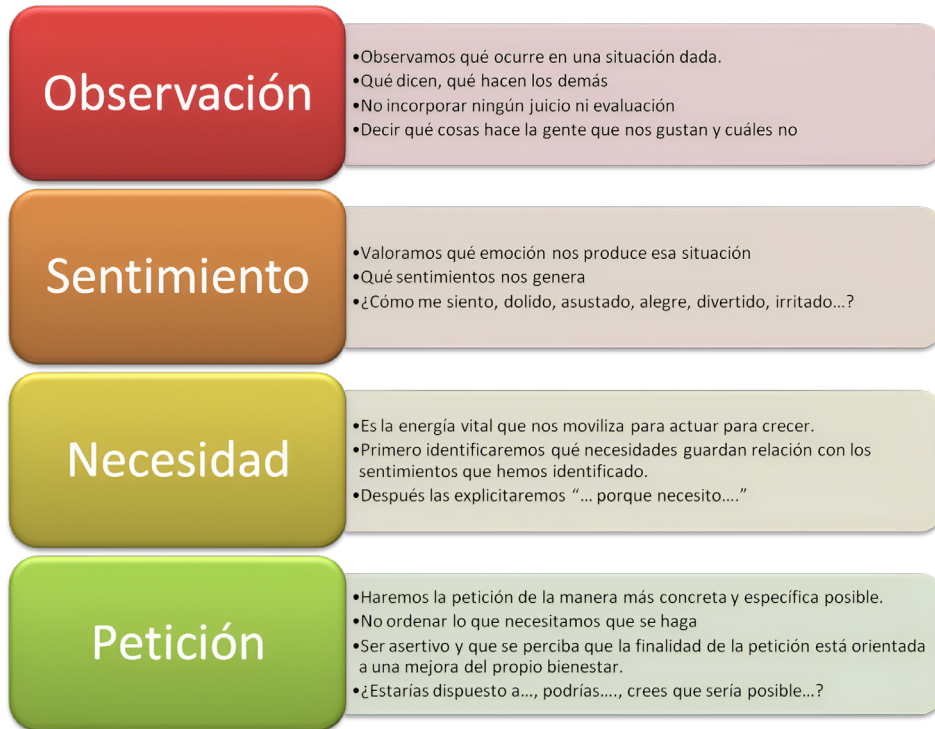 Observación
•Observamos qué ocurre en una situación dada.
•Qué dicen, qué hacen los demás
•No incorporar ningún juicio ni evaluación
•Decir qué cosas hace la gente que nos gustan y cuáles no
Sentimiento
•Valoramos qué emoción nos produce esa situación
•Qué sentimientos nos genera
•¿Cómo me siento, dolido, asustado, alegre, divertido, irritado...?
Necesidad
•Es la energía vital que nos moviliza para actuar para crecer.
•Primero identificaremos qué necesidades guardan relación con los
sentimientos que hemos identificado.
•Después las explicitaremos “... porque necesito....”
Petición
•Haremos la petición de la manera más concreta y específica posible.
•No ordenar lo que necesitamos que se haga
•Ser asertivo y que se perciba que la finalidad de la petición está orientada
a una mejora del propio bienestar.
•¿Estarías dispuesto a..., podrías...., crees que sería posible...?